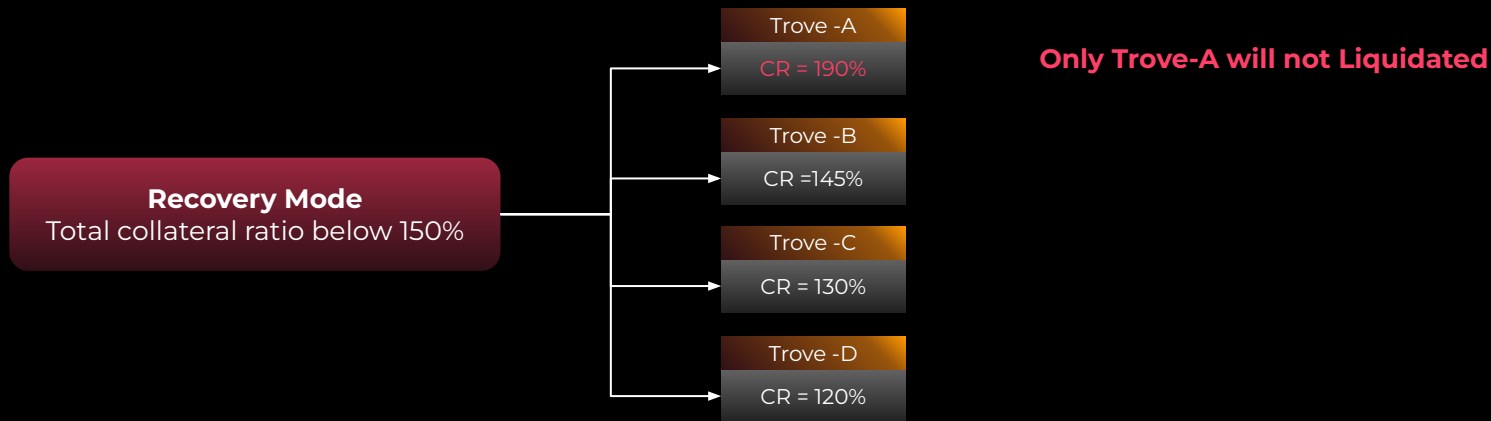 Trove -A
CR = 190%
Only Trove-A will not Liquidated
Trove -B
CR =145%
Recovery Mode
Total collateral ratio below 150%
Trove -C
CR = 130%
Trove -D
CR = 120%